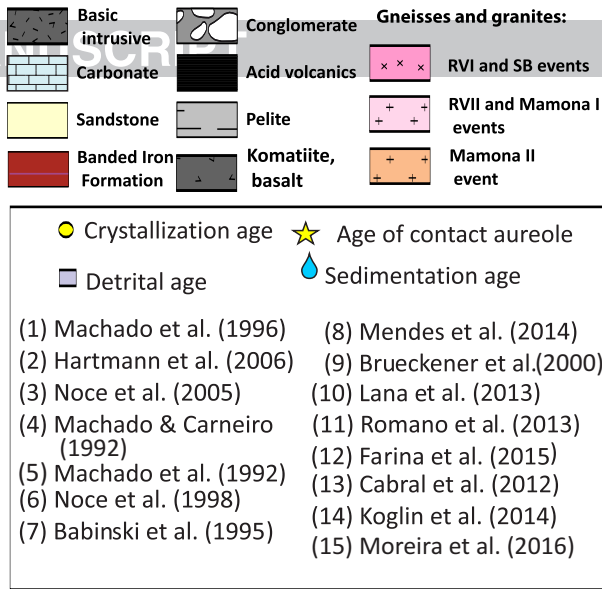 Basic
intrusive
Carbonate
Sandstone
Banded Iron
Formation
Conglomerate
Acid volcanics
Pelite
Komatiite,
basalt
Gneisses and granites:
RVI and SB events
RVII and Mamona I
events
Mamona II
event
Crystallization age
Age of contact aureole
Detrital age
Sedimentation age
(1) Machado et al. (1996)
(2) Hartmann et al. (2006)
(3) Noce et al. (2005)
(4) Machado & Carneiro
(1992)
(5) Machado et al. (1992)
(6) Noce et al. (1998)
(7) Babinski et al. (1995)
(8) Mendes et al. (2014)
(9) Brueckener et al.(2000)
(10) Lana et al. (2013)
(11) Romano et al. (2013)
(12) Farina et al. (2015)
(13) Cabral et al. (2012)
(14) Koglin et al. (2014)
(15) Moreira et al. (2016)